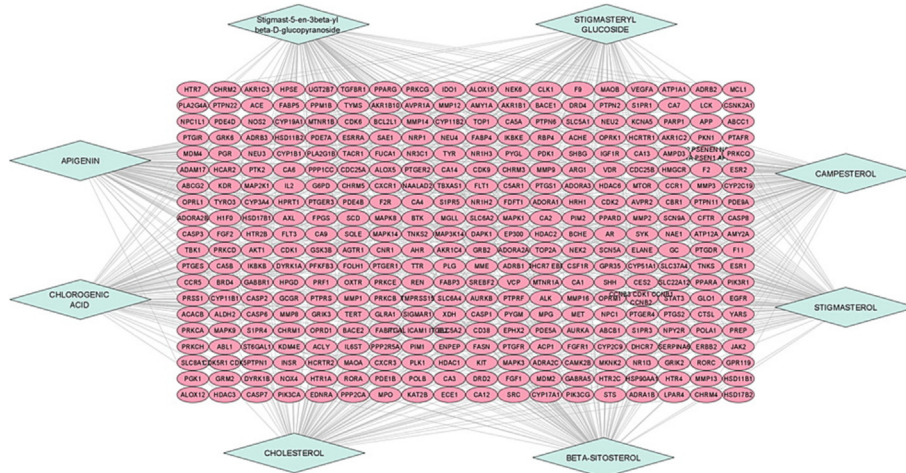 Stigmast-5-en-3beta-yl
beta-D-glucopyranoside
STIGMASTERYL
GLUCOSIDE
HTR7 CHRM2 AKR1C3 HPSE UGT2B7 TGFBR1 PPARG PRKCG IDO1 ALOX15 NEK6 CLK1 F9 MAOB VEGFA ATP1A1 ADRB2 MCL1
PLA2G4A PTPN22 ACE FABP5 PPM1B TYMS AKR1B10 AVPR1A MMP12 AMY1A AKR1B1 BACE1 DRD4 PTPN2 S1PR1 CA7 LCK CSNK2A1
NPC1L1 PDE4D NOS2 CYP19A1 MTNR1B CDK6 BCL2L1 MMP14 CYP11B2 TOP1 CA5A PTPN6 SLC5A1 NEU2 KCNA5 PARP1 APP ABCC1
PTGIR GRK6 ADRB3 HSD11B2 PDE7A ESRRA SAE1 NRP1 NEU4 FABP4 IKBKE RBP4 ACHE OPRK1 HCRTR1 AKR1C2 PKN1 PTAFR
APIGENIN
MDM4 PGR NEU3 CYP1B1 PLA2G1B TACR1 FUCA1 NR3C1 TYR NR1H3 PYGL PDK1 SHBG IGF1R CA13 AMPD3 PRKCQ
ADAM17 HCAR2 PTK2 CA6 PPP1CC CDC25A ALOX5 PTGER2 CA14 CDK9 CHRM3 MMP9 ARG1 VDR CDC25B HMGCR F2 ESR2
CAMPESTEROL
ABCG2 KDR MAP2K1 IL2 G6PD CHRM5 CXCR1 NAALAD2 TBXAS1 FLT1 C5AR1 PTGS1 ADORA3 HDAC6 MTOR CCR1 MMP3 CYP2C19
OPRL1 TYRO3 CYP3A4 HPRT1 PTGER3 PDE4B F2R CA4 S1PR5 NR1H2 FDFT1 ADORA1 HRH1 CDK2 AVPR2 CBR1 PTPN11 PDE9A
ADORA2B H1F0 HSD17B1 AXL FPGS SCD MAPK8 BTK MGLL SLC6A2 MAPK1 CA2 PIM2 PPARD MMP2 SCN9A CFTR CASP8
CASP3 FGF2 HTR2B FLT3 CA9 SQLE MAPK14 TNKS2 MAP3K14 DAPK1 EP300 HDAC2 BCHE AR SYK NAE1 ATP12A AMY2A
TBK1 PRKCD AKT1 CDK1 GSK3B AGTR1 CNR1 AHR AKR1C4 GRB2 ADORA2A TOP2A NEK2 SCN5A ELANE GC PTGDR F11
PTGES CA5B IKBKB DYRK1A PFKFB3 FOLH1 PTGER1 TTR PLG MME ADRB1 CSF1R GPR35 CYP51A1 SLC37A4 TNKS ESR1
CHLOROGENIC
ACID
CCR5 BRD4 GABBR1 HPGD PRF1 OXTR PRKCE REN FABP3 SREBF2 VCP MTNR1A CA1 SHH CES2 SLC22A12 PPARA PIK3R1
STIGMASTEROL
PRSS1 CYP11B1 CASP2 GCGR PTPRS MMP1 PRKCB TMPRSS15 SLC6A4 AURKB PTPRF ALK MMP16 OPRM1 STAT3 GLO1 EGFR
ACACB ALDH2 CASP6 MMP8 GRIK3 TERT GLRA1 SIGMAR1 XDH CASP1 PYGM MPG MET NPC1 PTGER4 PTGS2 CTSL YARS
PRKCA MAPK9 S1PR4 CHRM1 OPRD1 BACE2 CD38 EPHX2 PDE5A AURKA ABCB1 S1PR3 NPY2R POLA1 PREP
PRKCH ABL1 ST6GAL1 KDM4E ACLY IL6ST PPP2R5A PIM1 ENPEP FASN PTGFR ACP1 FGFR1 CYP2C9 DHCR7 SERPINA6 ERBB2 JAK2
PTPN1 INSR HCRTR2 MAOA CXCR3 PLK1 HDAC1 KIT MAPK3 ADRA2C CAMK2B MKNK2 NR1I3 GRIK2 RORC GPR119
PGK1 GRM2 DYRK1B NOX4 HTR1A RORA PDE1B POLB CA3 DRD2 FGF1 MDM2 GABRA5 HTR2C HSP90AA1 HTR4 MMP13 HSD11B1
ALOX12 HDAC3 CASP7 PIK3CA EDNRA PPP2CA MPO KAT2B ECE1 CA12 SRC CYP17A1 PIK3CG STS ADRA1B LPAR4 CHRM4 HSD17B2
CHOLESTEROL
BETA-SITOSTEROL